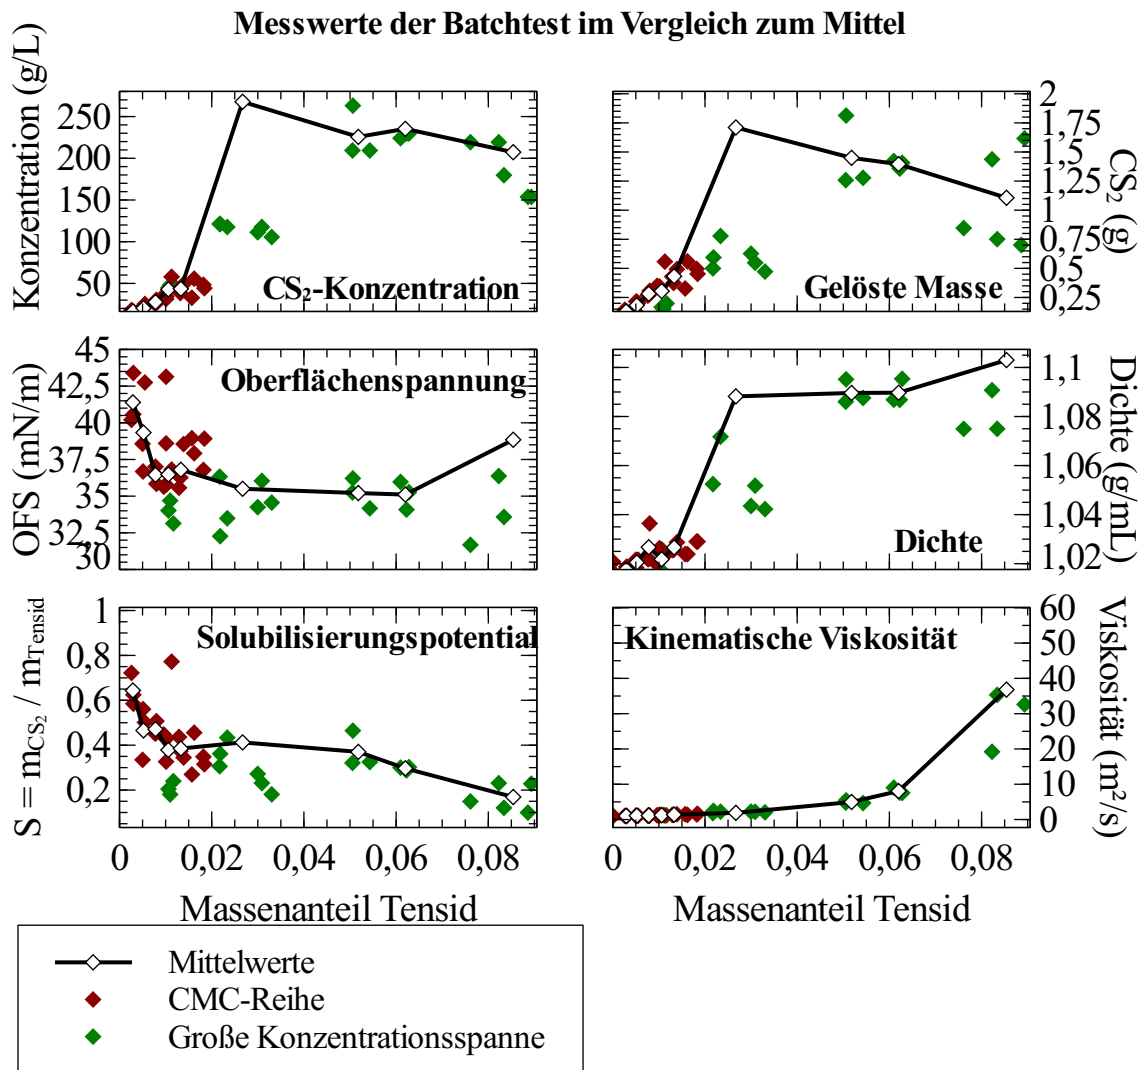 Messwerte der Batchtest im Vergleich zum Mittel
Konzentration (g/L)
250
200
150
100
50
CS₂-Konzentration
2
1,75
1,5
1,25
1
0,75
0,5
0,25
CS₂ (g)
Gelöste Masse
OFS (mN/m)
45
42,5
40
37,5
35
32,5
30
Oberflächenspannung
1,1
1,08
1,06
1,04
1,02
Dichte (g/mL)
Dichte
S = m_CS₂ / m_Tensid
1
0,8
0,6
0,4
0,2
Solubilisierungspotential
0 0,02 0,04 0,06 0,08
Massenanteil Tensid
Kinematische Viskosität
60
50
40
30
20
10
0
Viskosität (m²/s)
0 0,02 0,04 0,06 0,08
Massenanteil Tensid
Mittelwerte
CMC-Reihe
Große Konzentrationsspanne